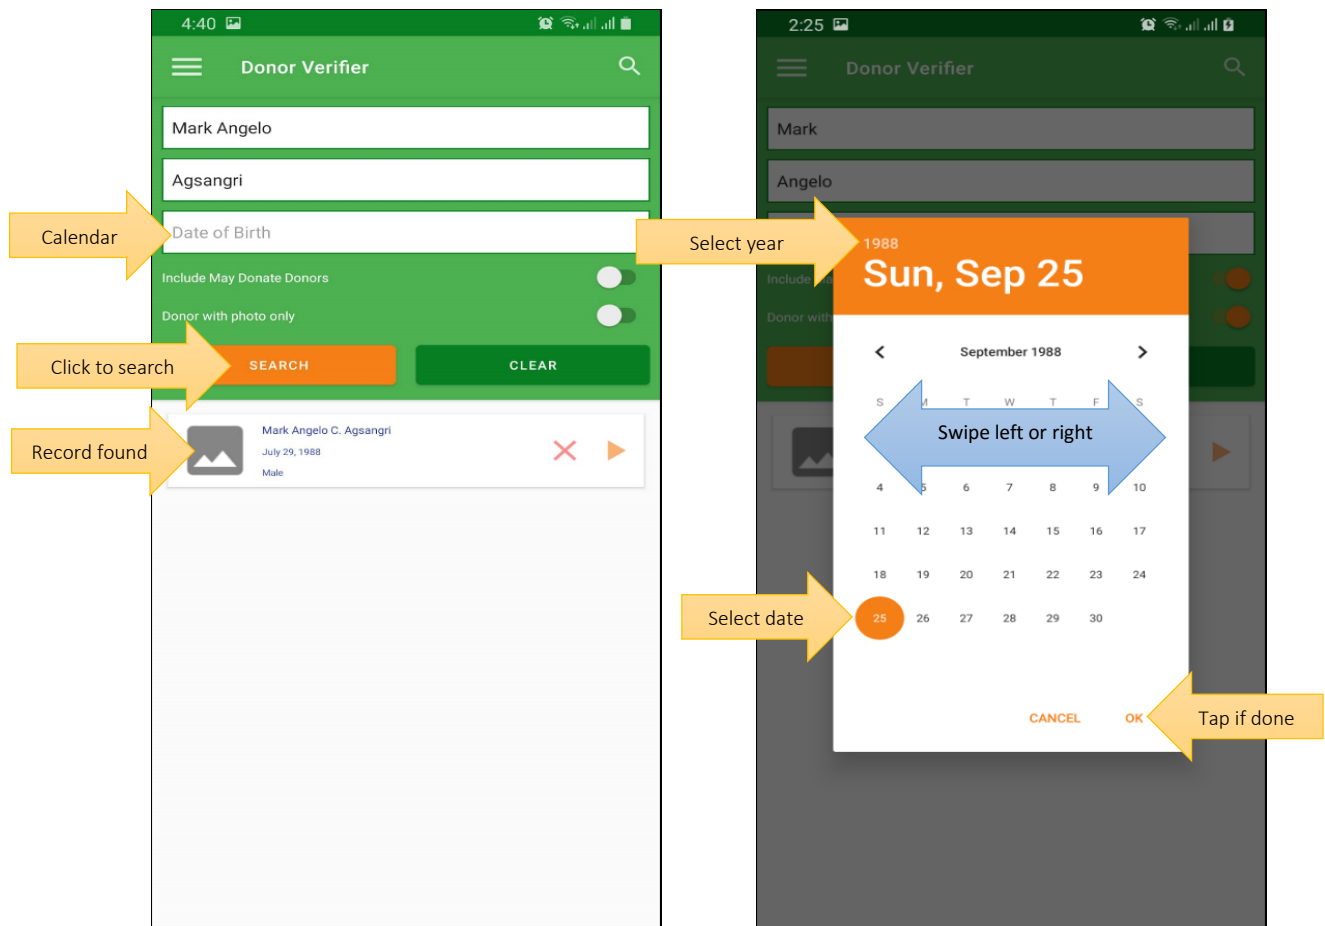 4:40
Donor Verifier
Mark Angelo
Agsangri
Calendar
Date of Birth
Include May Donate Donors
Donor with photo only
Click to search
SEARCH
CLEAR
Record found
Mark Angelo C. Agsangri
July 29, 1988
Male
2:25
Donor Verifier
Mark
Angelo
Select year
1988
Sun, Sep 25
Include
Donor with
September 1988
S M T W T F S
Swipe left or right
4 5 6 7 8 9 10
11 12 13 14 15 16 17
18 19 20 21 22 23 24
Select date
25 26 27 28 29 30
CANCEL OK
Tap if done